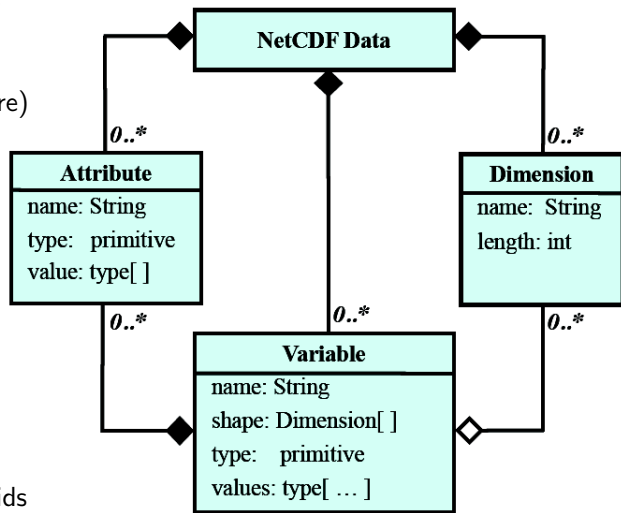 NetCDF Data
re)
0..*
0..*
Attribute
name: String
type: primitive
value: type[ ]
Dimension
name: String
length: int
0..*
0..*
0..*
Variable
name: String
shape: Dimension[ ]
type: primitive
values: type[ ... ]
ids